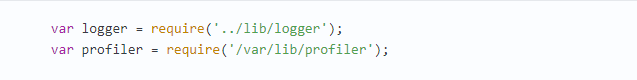 var logger = require('../lib/logger');
var profiler = require('/var/lib/profiler');